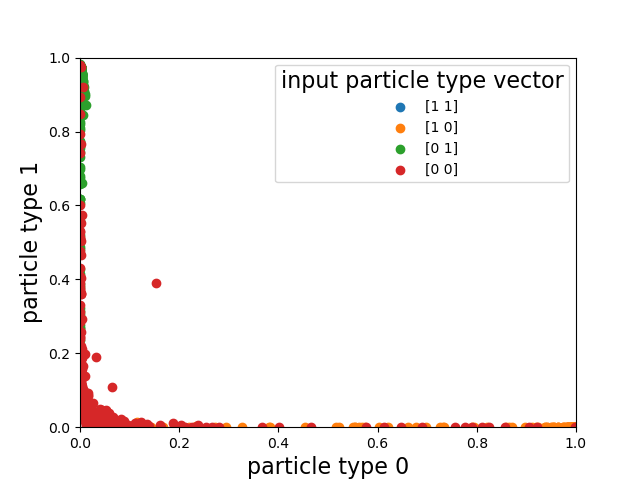 input particle type vector
[1 1]
[1 0]
[0 1]
[0 0]
particle type 1
1.0
0.8
0.6
0.4
0.2
0.0
0.0 0.2 0.4 0.6 0.8 1.0
particle type 0